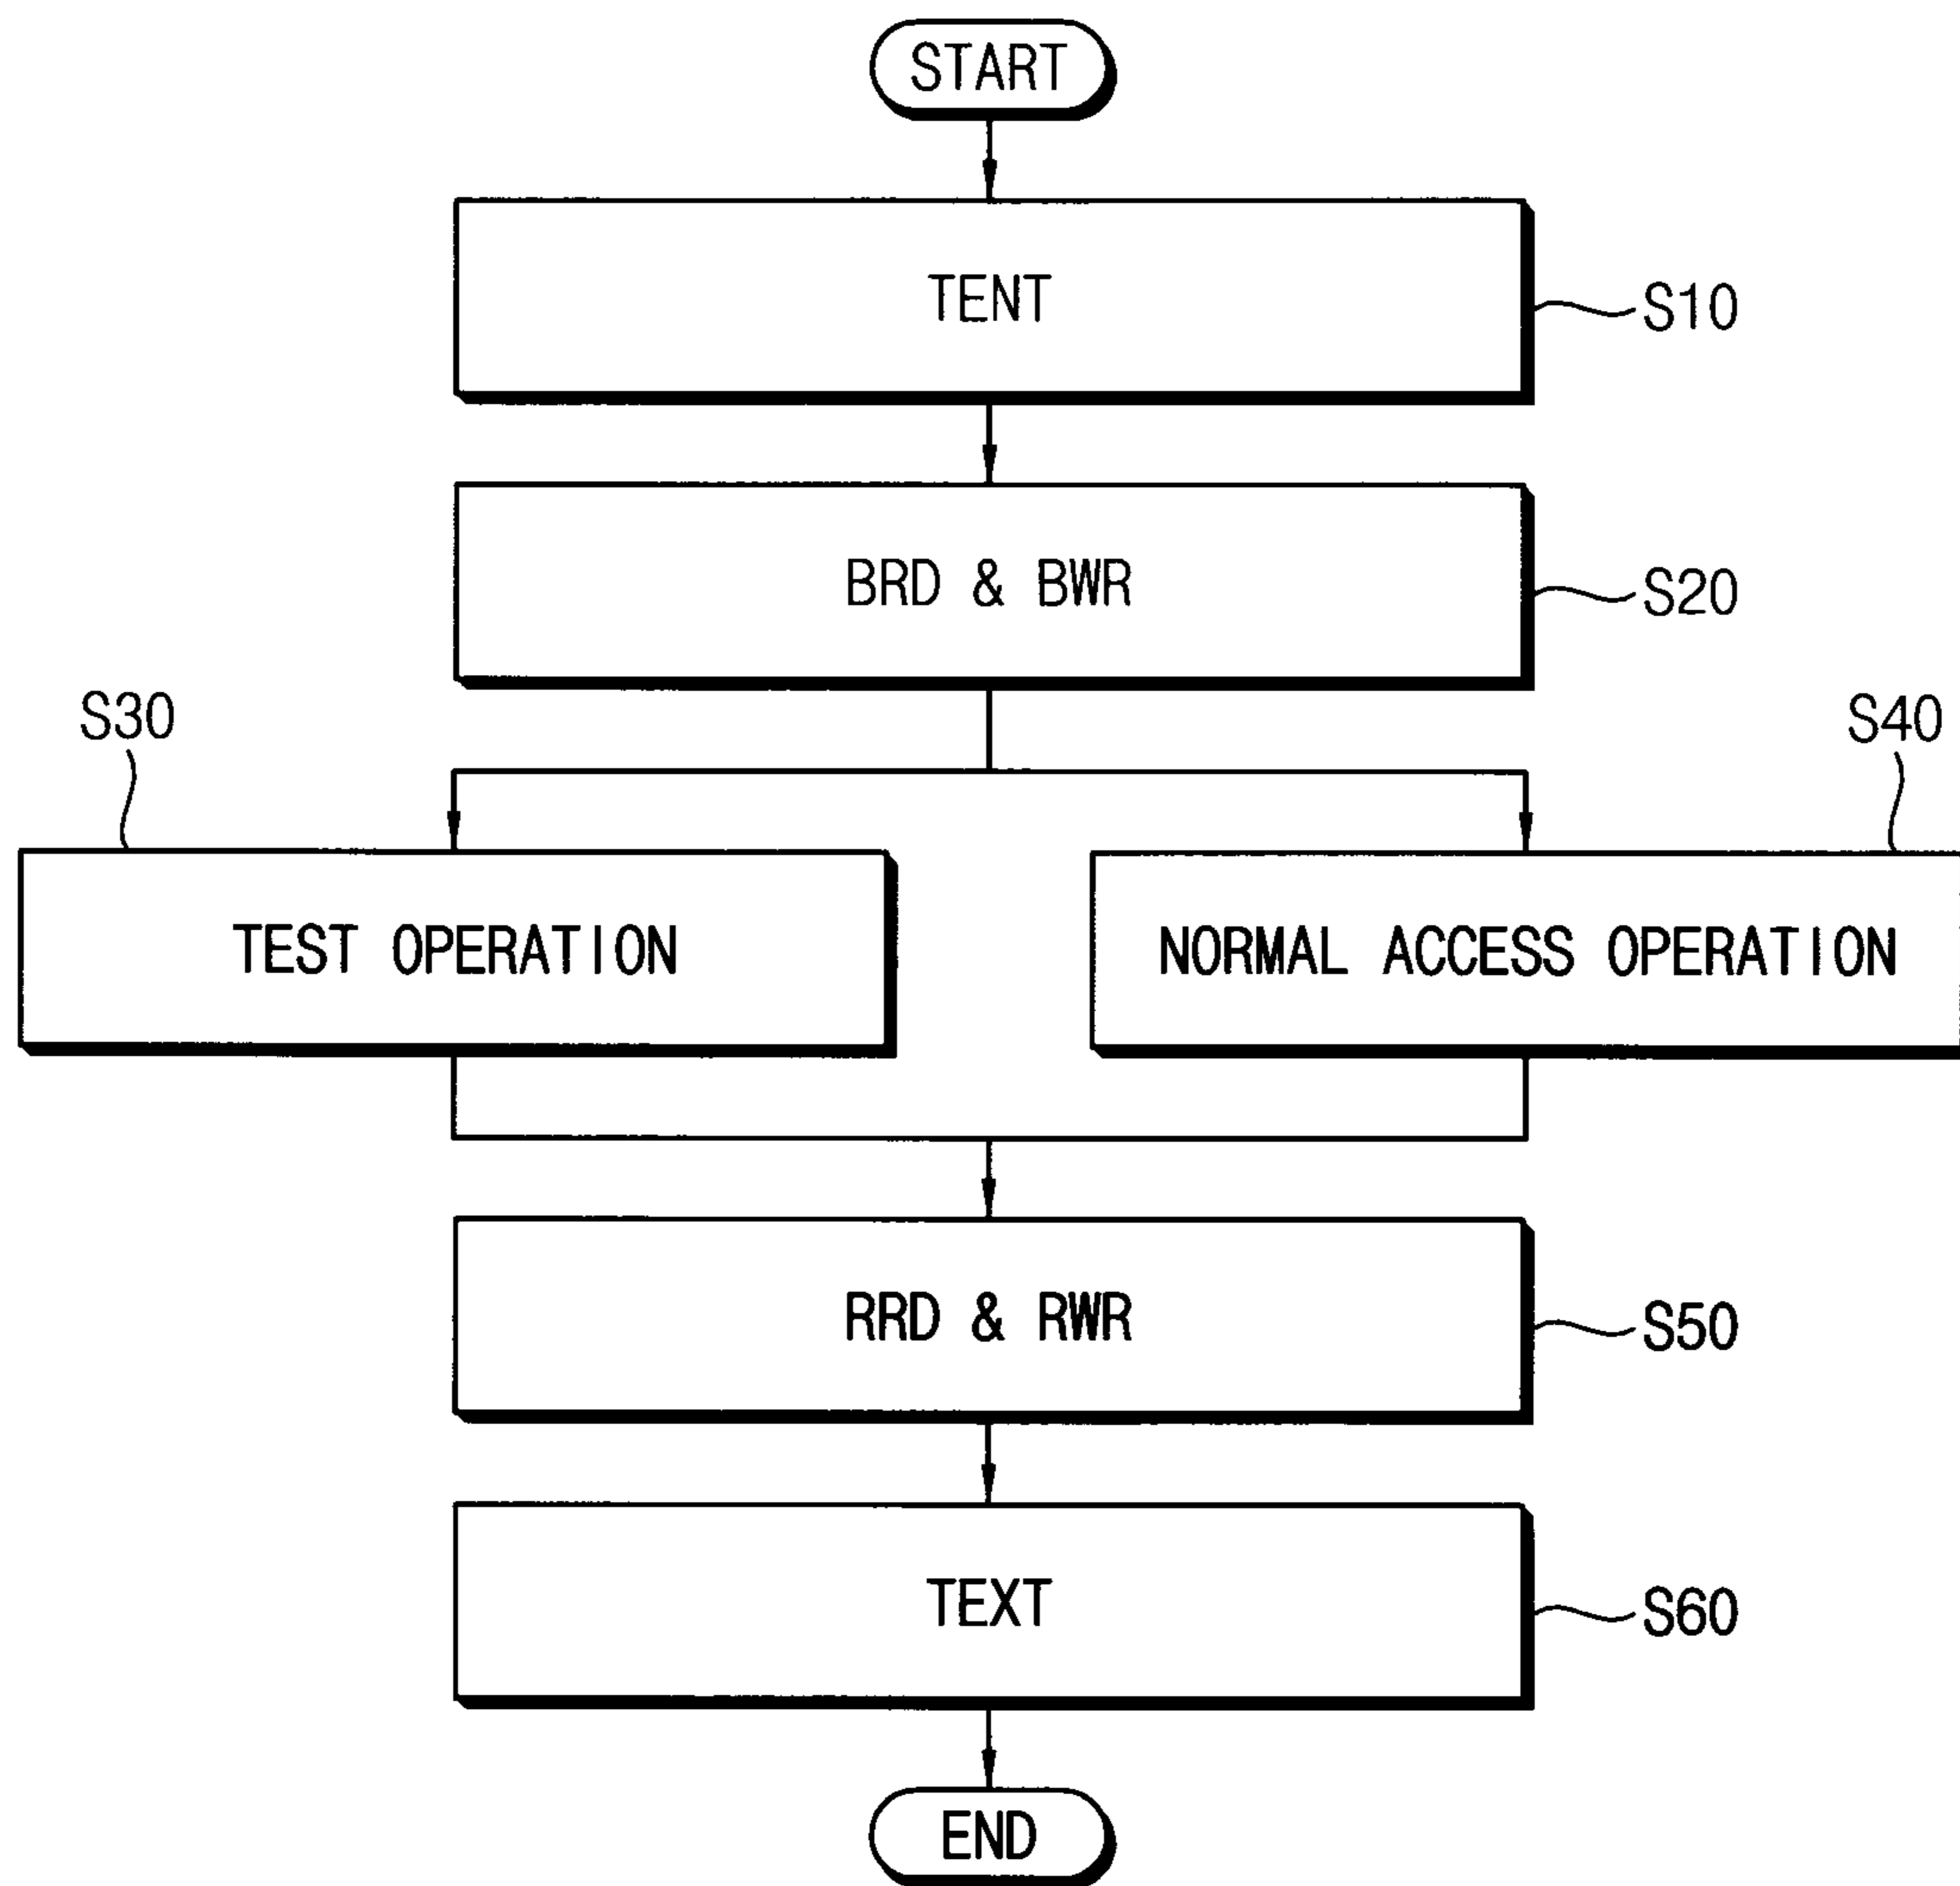 START
TENT
S10
BRD & BWR
S20
S30
S40
TEST OPERATION
NORMAL ACCESS OPERATION
RRD & RWR
S50
TEXT
S60
END